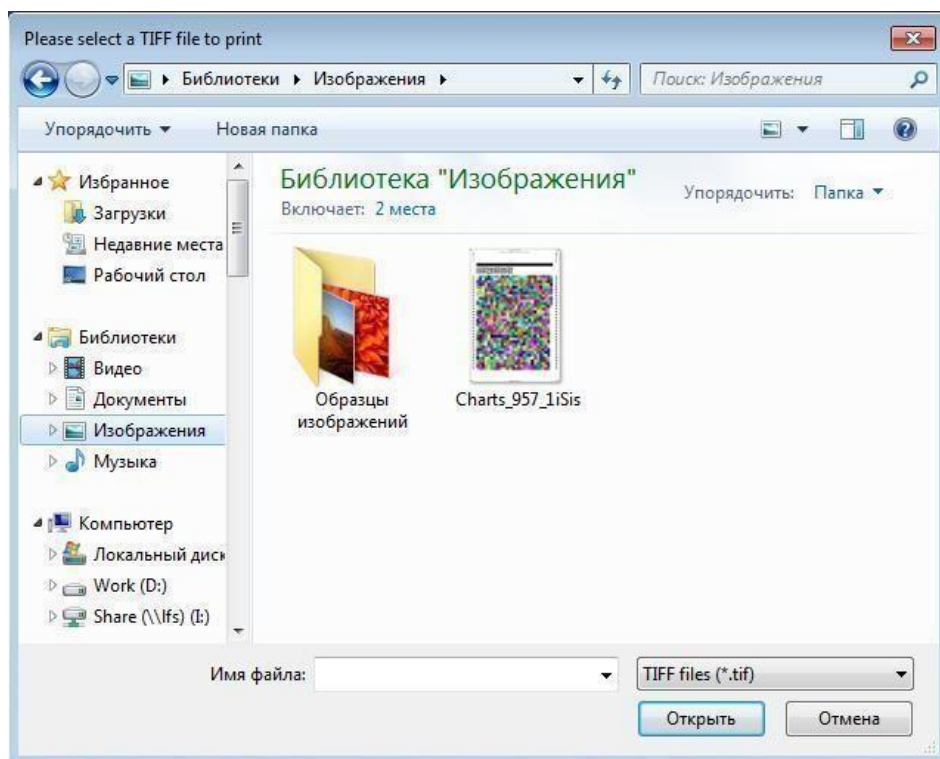 Please select a TIFF file to print
Библиотеки Изображения
Поиск: Изображения
Упорядочить Новая папка
Избранное
Загрузки
Недавние места
Рабочий стол
Библиотеки
Видео
Документы
Изображения
Музыка
Компьютер
Локальный диск
Work (D:)
Share (\\lfs) (I:)
Библиотека "Изображения"
Включает: 2 места
Упорядочить: Папка
Образцы
изображений
Charts_957_1iSis
Имя файла:
TIFF files (*.tif)
Открыть Отмена